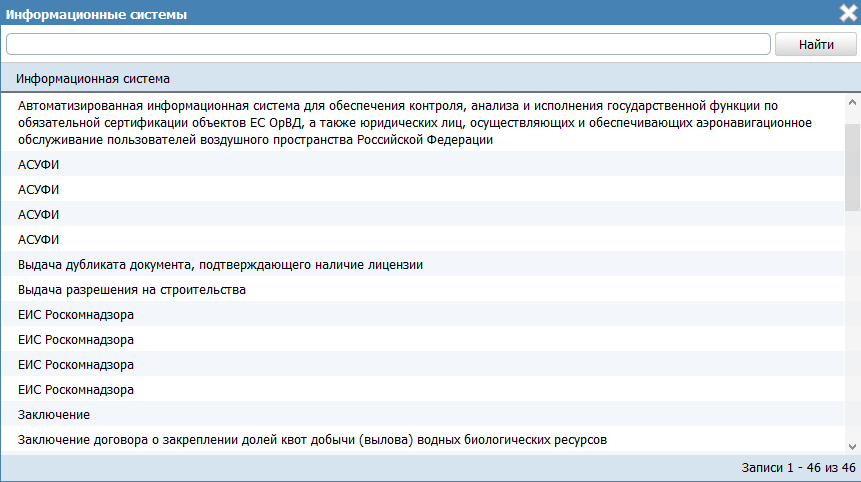 Информационные системы
Найти
Информационная система
Автоматизированная информационная система для обеспечения контроля, анализа и исполнения государственной функции по
обязательной сертификации объектов ЕС ОрВД, а также юридических лиц, осуществляющих и обеспечивающих аэронавигационное
обслуживание пользователей воздушного пространства Российской Федерации
АСУФИ
АСУФИ
АСУФИ
АСУФИ
Выдача дубликата документа, подтверждающего наличие лицензии
Выдача разрешения на строительства
ЕИС Роскомнадзора
ЕИС Роскомнадзора
ЕИС Роскомнадзора
ЕИС Роскомнадзора
Заключение
Заключение договора о закреплении долей квот добычи (вылова) водных биологических ресурсов
Записи 1 - 46 из 46